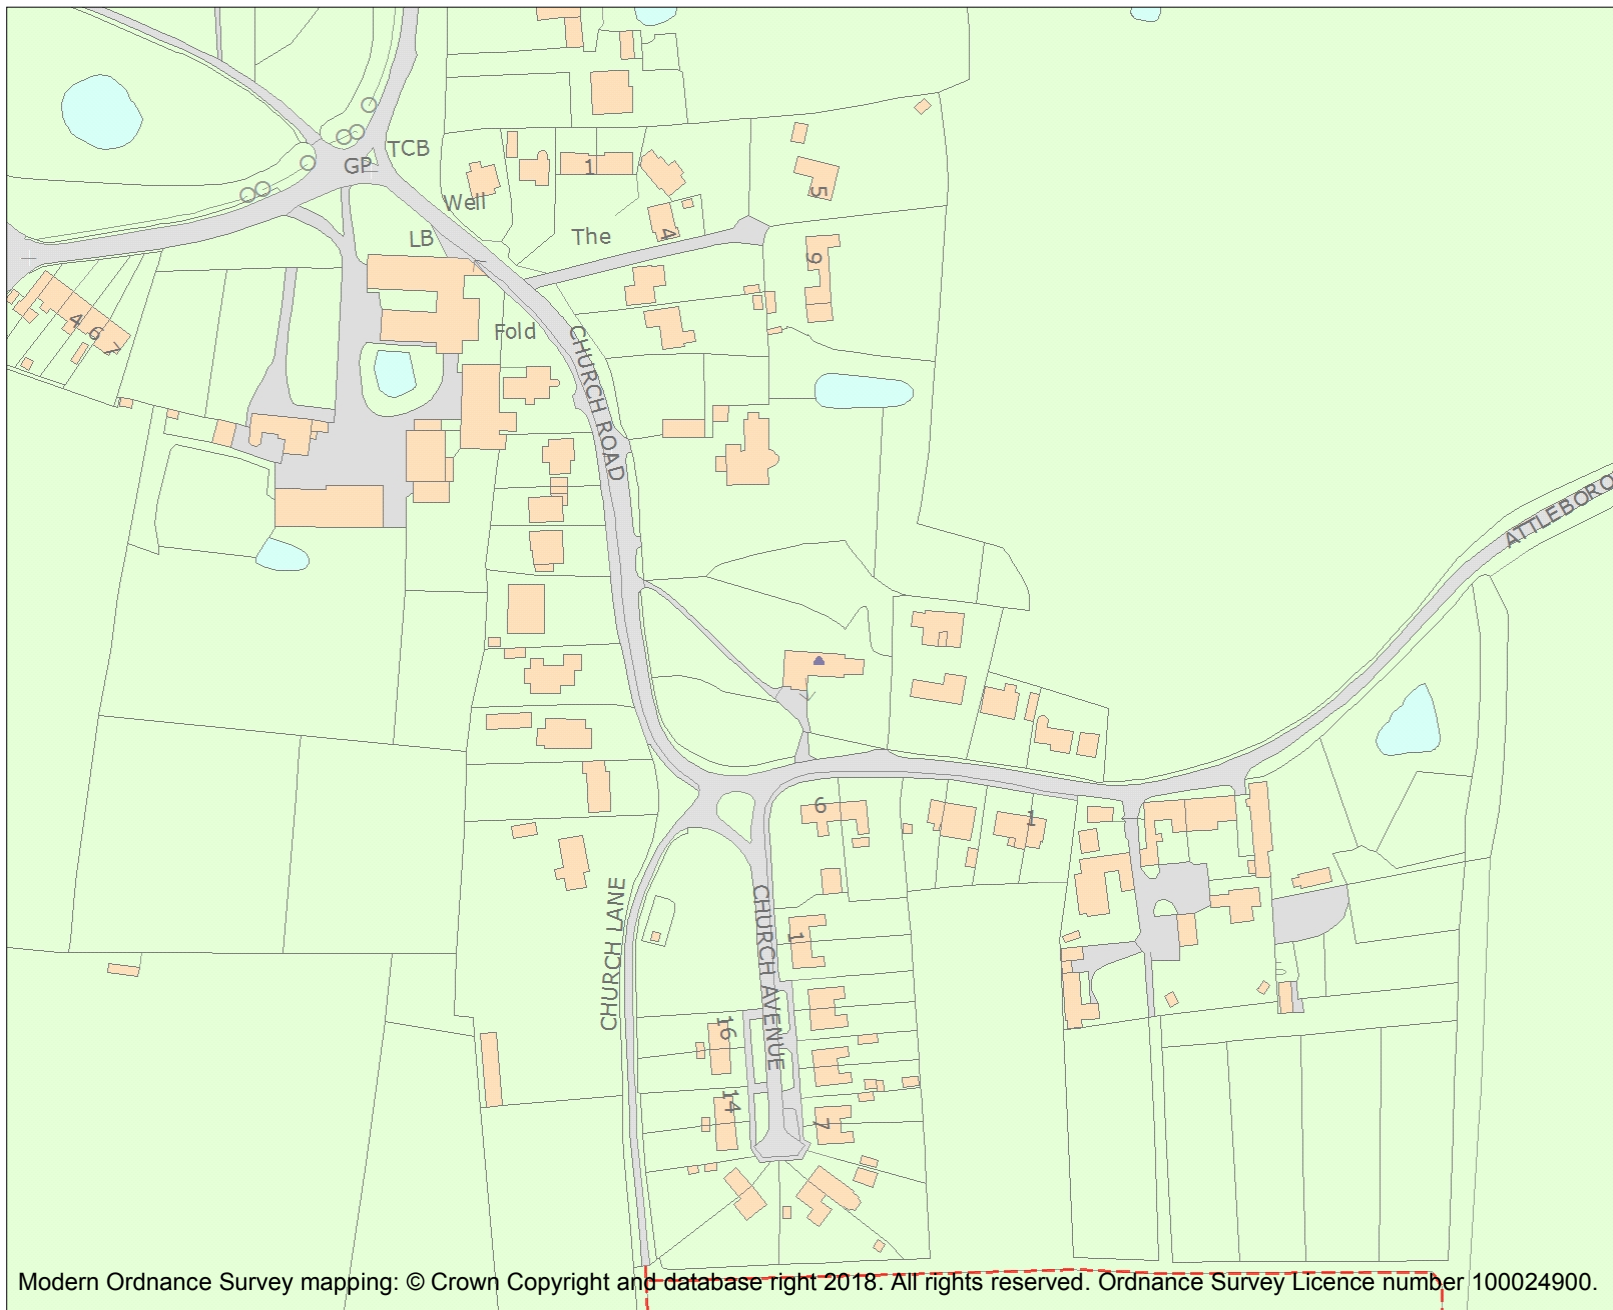 TCB
GP
1
5
Well
LB
The
4
9
4 6 7
Fold
CHURCH ROAD
ATTLEBORO
6
1
CHURCH LANE
CHURCH AVENUE
1
16
14
7
Modern Ordnance Survey mapping: © Crown Copyright and database right 2018. All rights reserved. Ordnance Survey Licence number 100024900.